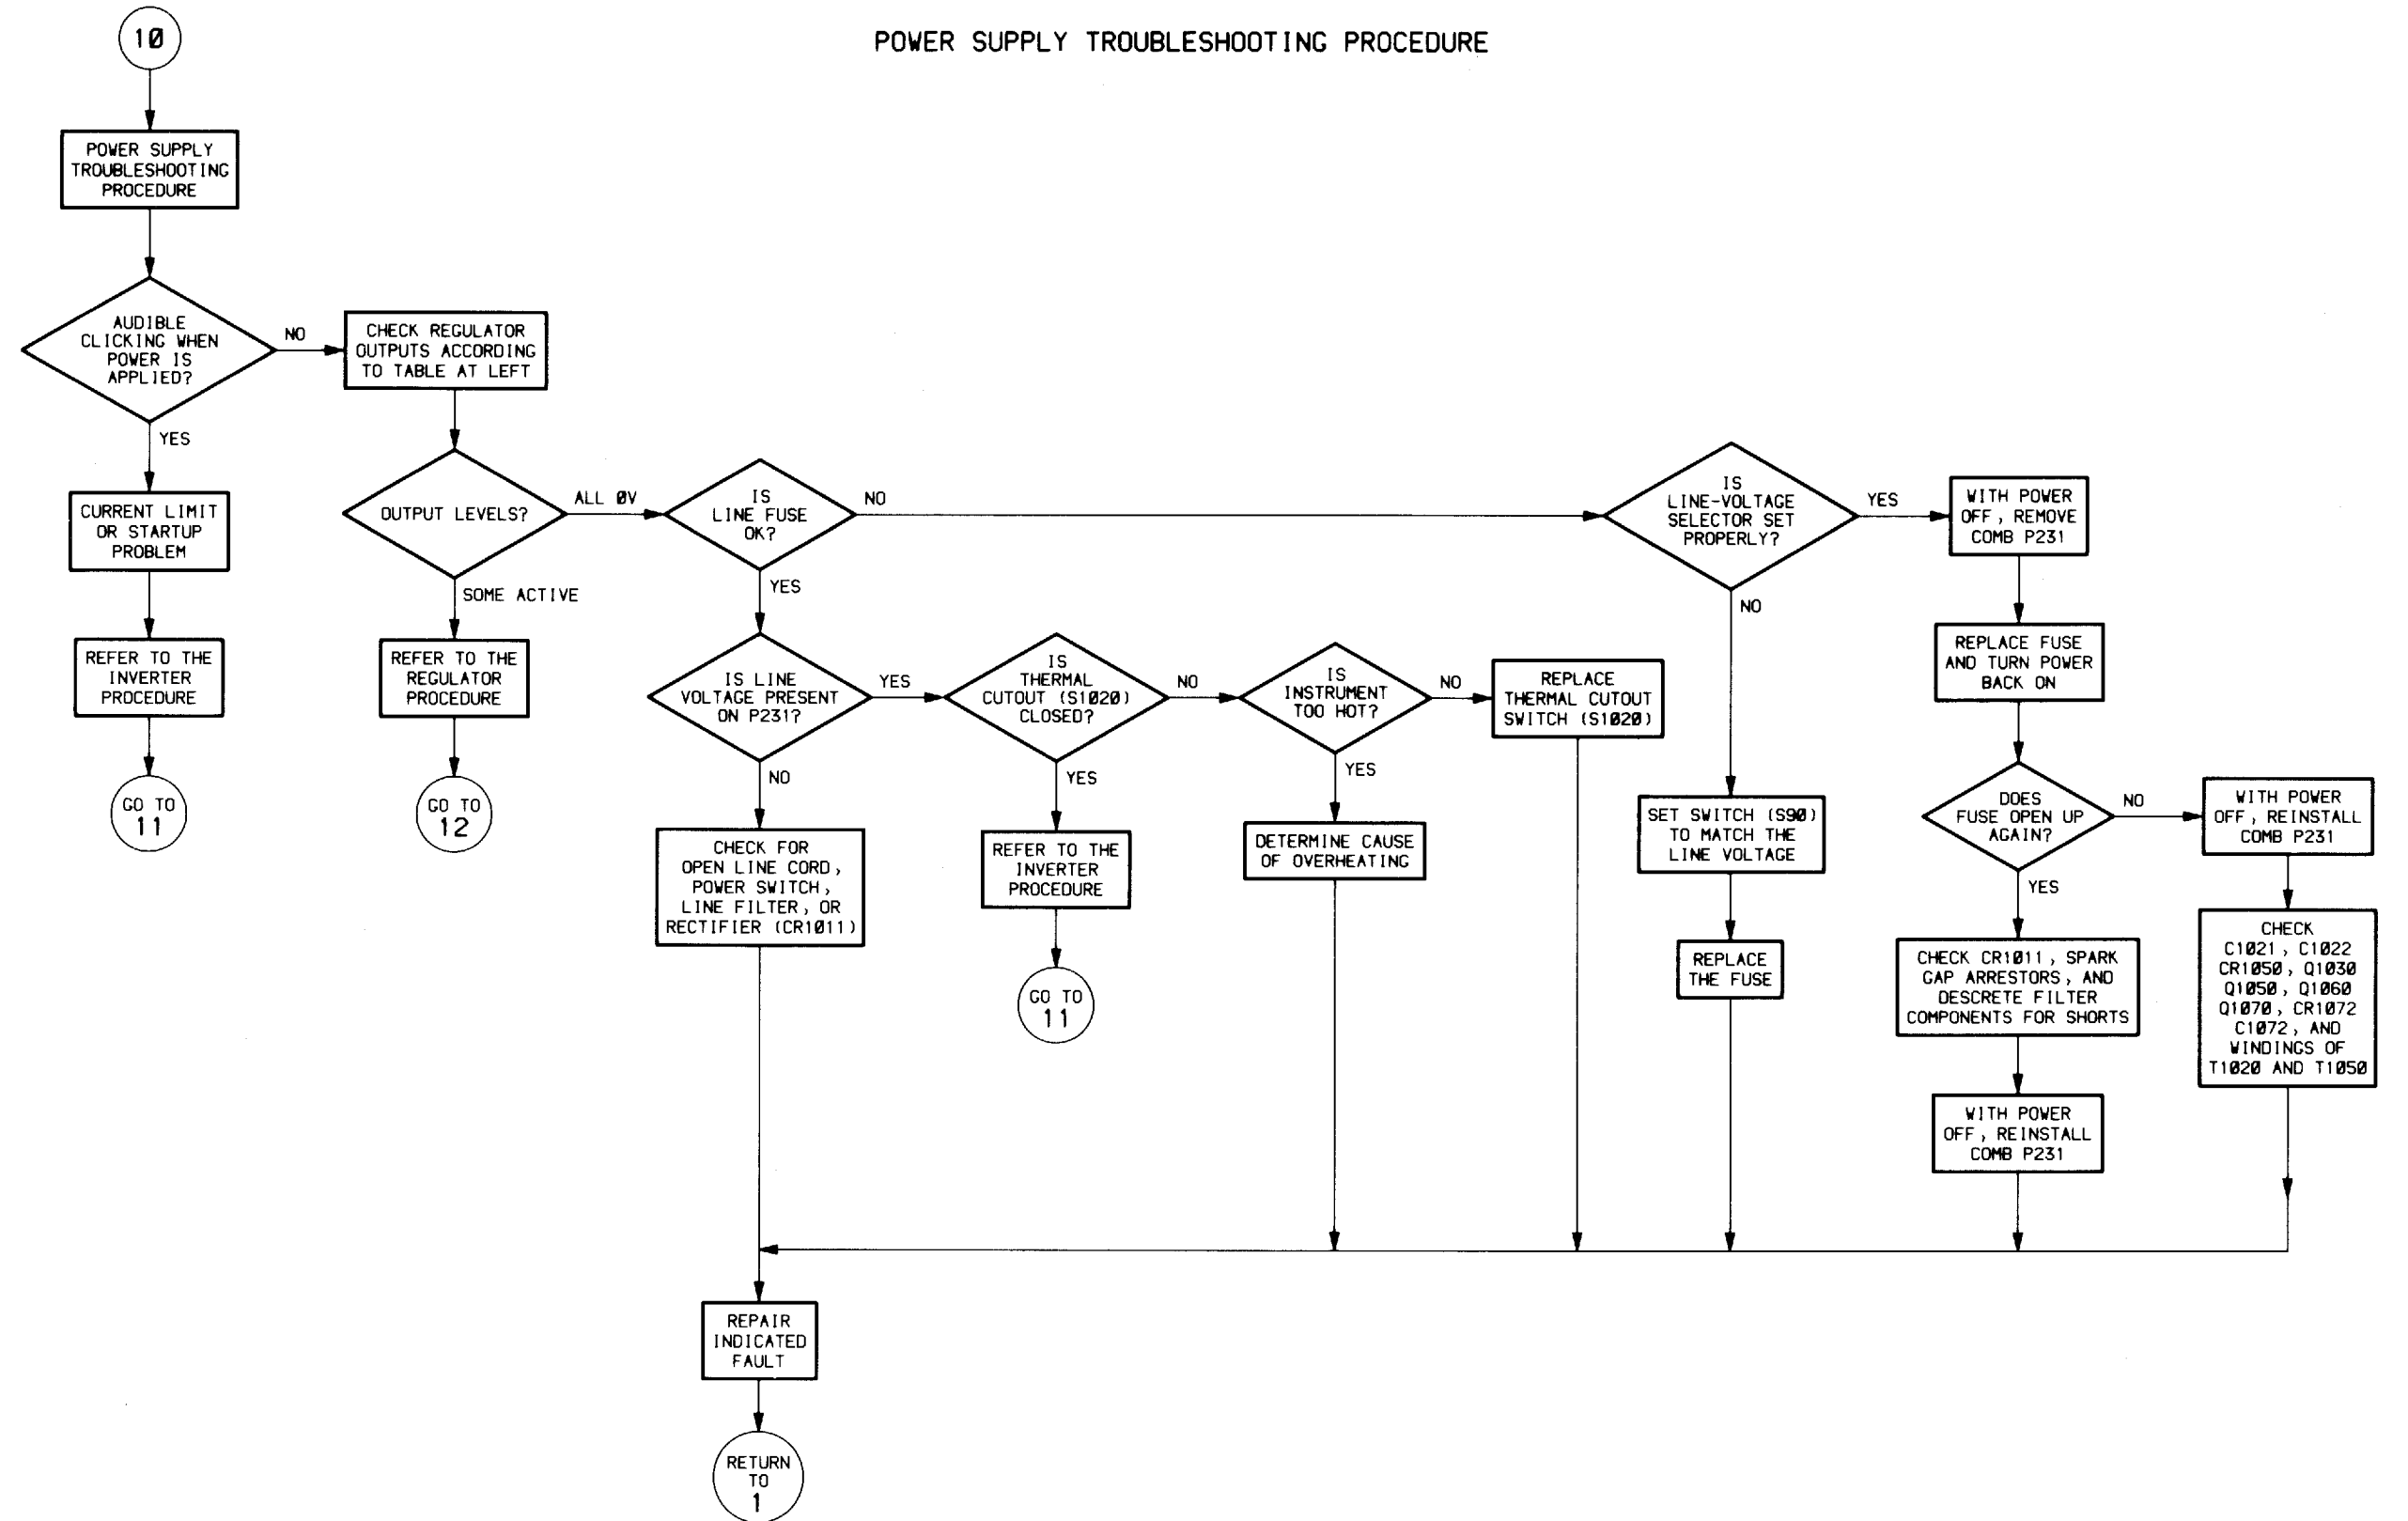 10
POWER SUPPLY TROUBLESHOOTING PROCEDURE
POWER SUPPLY
TROUBLESHOOTING
PROCEDURE
AUDIBLE
CLICKING WHEN
POWER IS
APPLIED?
NO
YES
CURRENT LIMIT
OR STARTUP
PROBLEM
REFER TO THE
INVERTER
PROCEDURE
GO TO
11
CHECK REGULATOR
OUTPUTS ACCORDING
TO TABLE AT LEFT
OUTPUT LEVELS?
ALL 0V
SOME ACTIVE
REFER TO THE
REGULATOR
PROCEDURE
GO TO
12
IS
LINE FUSE
OK?
NO
YES
IS LINE
VOLTAGE PRESENT
ON P231?
YES
NO
CHECK FOR
OPEN LINE CORD,
POWER SWITCH,
LINE FILTER, OR
RECTIFIER (CR1011)
IS
THERMAL
CUTOUT (S1020)
CLOSED?
NO
YES
REFER TO THE
INVERTER
PROCEDURE
GO TO
11
IS
INSTRUMENT
TOO HOT?
NO
YES
DETERMINE CAUSE
OF OVERHEATING
REPLACE
THERMAL CUTOUT
SWITCH (S1020)
IS
LINE-VOLTAGE
SELECTOR SET
PROPERLY?
YES
NO
SET SWITCH (S90)
TO MATCH THE
LINE VOLTAGE
REPLACE
THE FUSE
WITH POWER
OFF, REMOVE
COMB P231
REPLACE FUSE
AND TURN POWER
BACK ON
DOES
FUSE OPEN UP
AGAIN?
NO
YES
CHECK CR1011, SPARK
GAP ARRESTORS, AND
DESCRETE FILTER
COMPONENTS FOR SHORTS
WITH POWER
OFF, REINSTALL
COMB P231
WITH POWER
OFF, REINSTALL
COMB P231
CHECK
C1021, C1022
CR1050, Q1030
Q1050, Q1060
Q1070, CR1072
C1072, AND
WINDINGS OF
T1020 AND T1050
REPAIR
INDICATED
FAULT
RETURN
TO
1